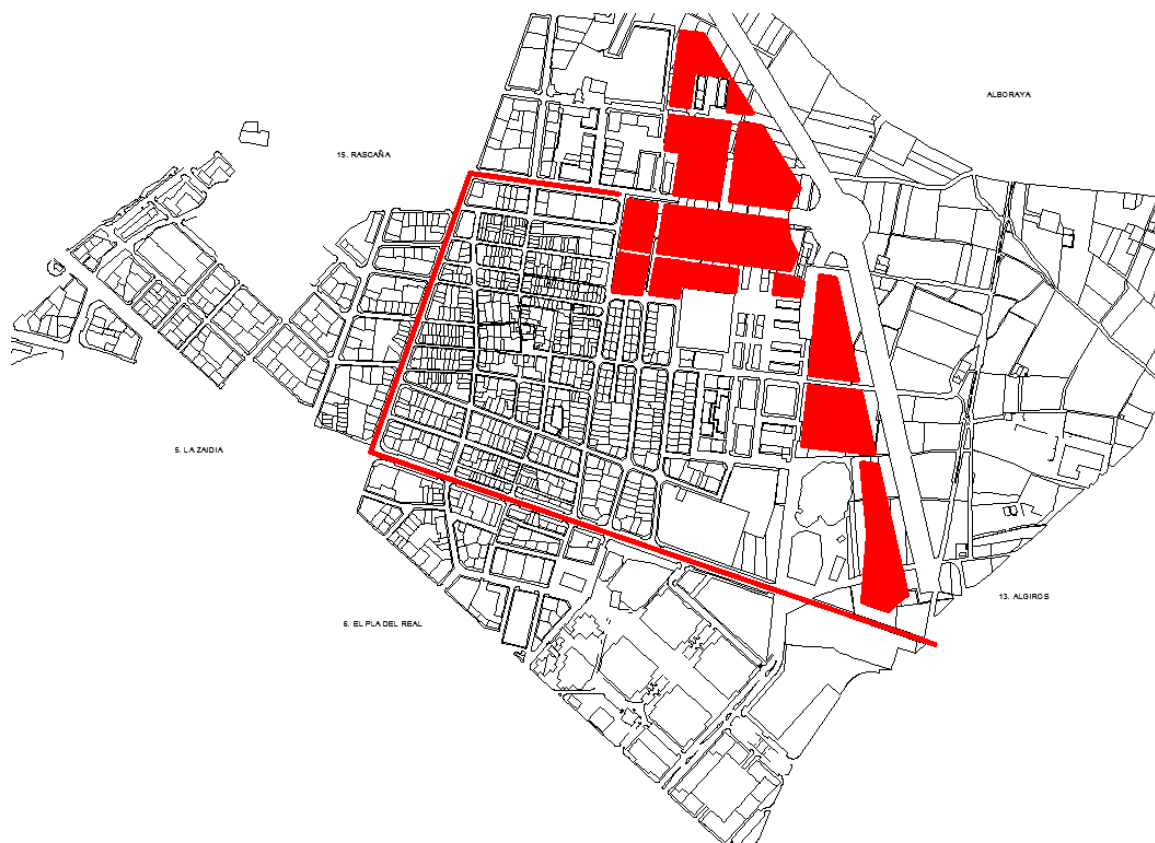 ALBORAYA
15. RASCAÑA
5. LA ZAIDIA
13. ALGIROS
6. EL PLA DEL REAL